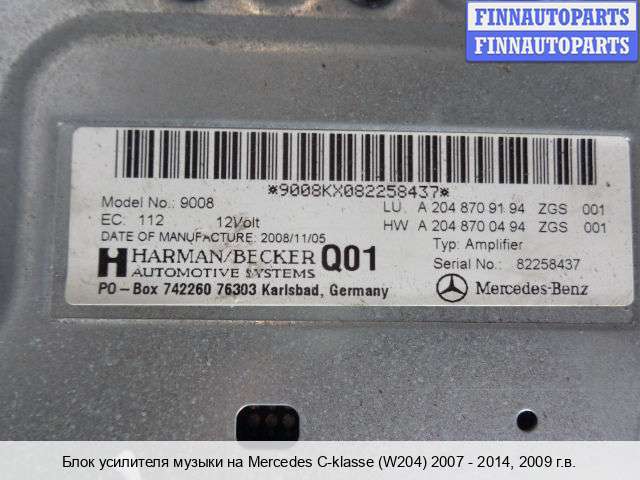 FINNAUTOPARTS
FINNAUTOPARTS
*9008KX082258437*
Model No.: 9008
LU A 204 870 91 94 ZGS 001
EC: 112 12Volt
HW A 204 870 04 94 ZGS 001
DATE OF MANUFACTURE: 2008/11/05
Typ: Amplifier
HARMAN/BECKER Q01
AUTOMOTIVE SYSTEMS
Serial No.: 82258437
PO-Box 742260 76303 Karlsbad, Germany
Mercedes-Benz
Блок усилителя музыки на Mercedes C-klasse (W204) 2007 - 2014, 2009 г.в.